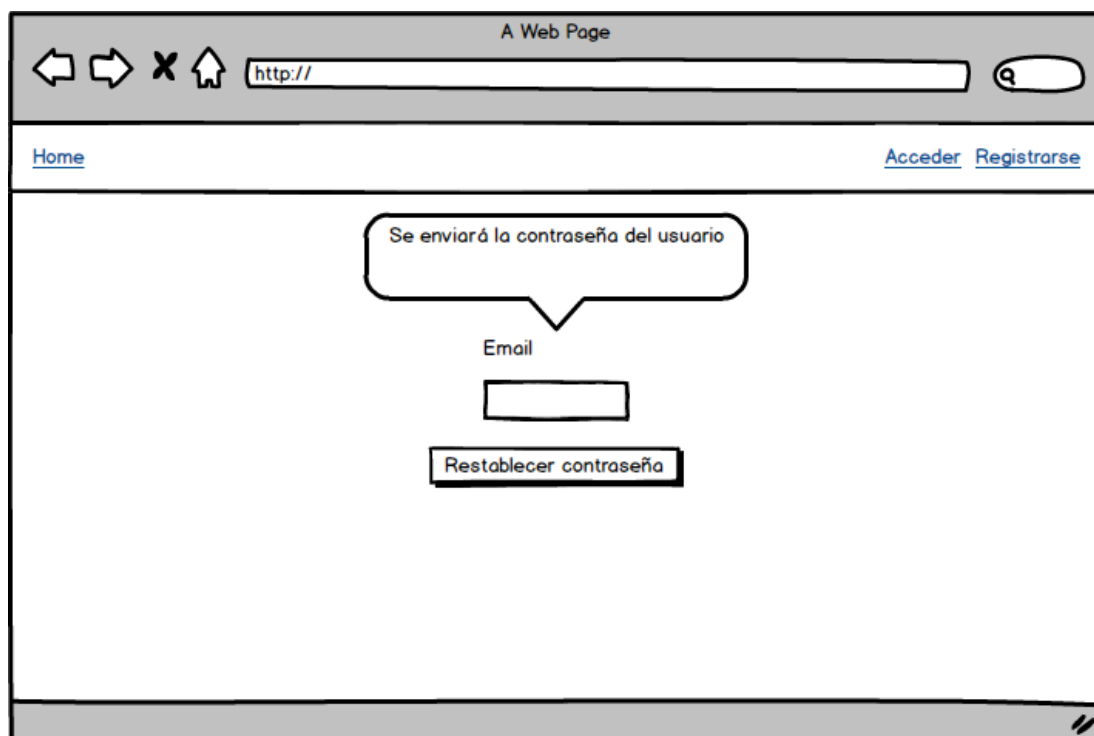 A Web Page
http://
Home
Acceder Registrarse
Se enviará la contraseña del usuario
Email
Restablecer contraseña